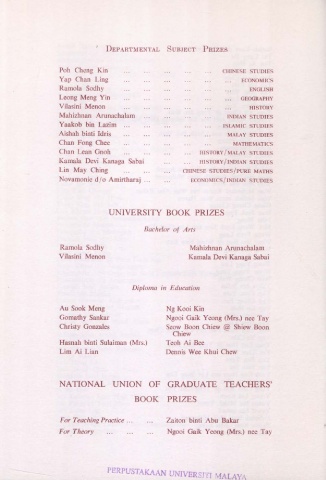 DEPARTMENTAL SUBJECT PRIZES
Poh Cheng Kin ... ... ... ... ... CHINESE STUDIES
Yap Chan Ling ... ... ... ... ... ECONOMICS
Ramola Sodhy ... ... ... ... ... ENGLISH
Leong Meng Yin ... ... ... ... ... GEOGRAPHY
Vilasini Menon ... ... ... ... ... HISTORY
Mahizhnan Arunachalam ... ... ... ... INDIAN STUDIES
Yaakob bin Lazim ... ... ... ... ISLAMIC STUDIES
Aishah binti Idris ... ... ... ... MALAY STUDIES
Chan Fong Chee ... ... ... ... MATHEMATICS
Chan Lean Gnoh ... ... ... HISTORY/MALAY STUDIES
Kamala Devi Kanaga Sabai ... ... HISTORY/INDIAN STUDIES
Lin May Ching ... ... CHINESE STUDIES/PURE MATHS
Novamonie d/o Amirtharaj ... ... ECONOMICS/INDIAN STUDIES
UNIVERSITY BOOK PRIZES
Bachelor of Arts
Ramola Sodhy Mahizhnan Arunachalam
Vilasini Menon Kamala Devi Kanaga Sabai
Diploma in Education
Au Sook Meng Ng Kooi Kin
Gomathy Sankar Ngooi Gaik Yeong (Mrs.) nee Tay
Christy Gonzales Seow Boon Chiew @ Shiew Boon
Chiew
Hannah binti Sulaiman (Mrs.) Teoh Ai Bee
Lim Ai Lian Dennis Wee Khui Chew
NATIONAL UNION OF GRADUATE TEACHERS'
BOOK PRIZES
For Teaching Practice ... ... Zaiton binti Abu Bakar
For Theory ... ... ... Ngooi Gaik Yeong (Mrs.) nee Tay
PERPUSTAKAAN UNIVERSITI MALAYA